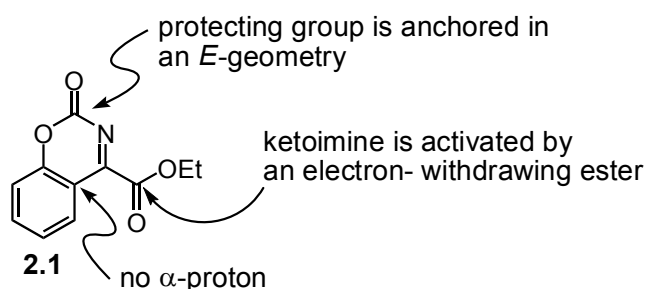 protecting group is anchored in
an E-geometry
O
O
N
ketoimine is activated by
an electron- withdrawing ester
OEt
O
2.1
no α-proton